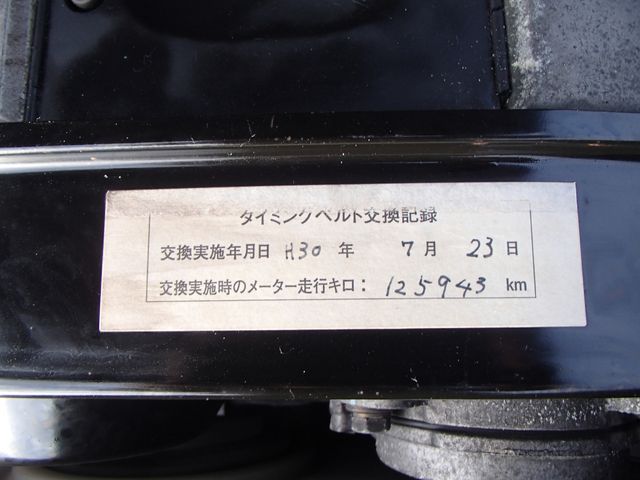 タイミングベルト交換記録
交換実施年月日 H30 年 7 月 23 日
交換実施時のメーター走行キロ： 125943 km